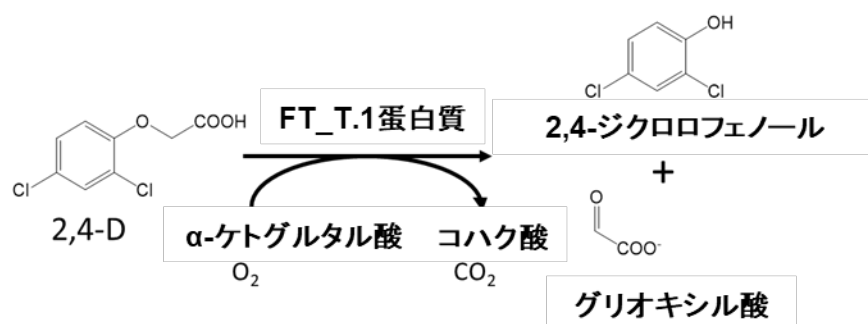 OH
Cl
Cl
2,4-ジクロロフェノール
FT_T.1蛋白質
O
COOH
Cl
Cl
2,4-D
+
α-ケトグルタル酸 コハク酸
O₂ CO₂
O
COO⁻
グリオキシル酸